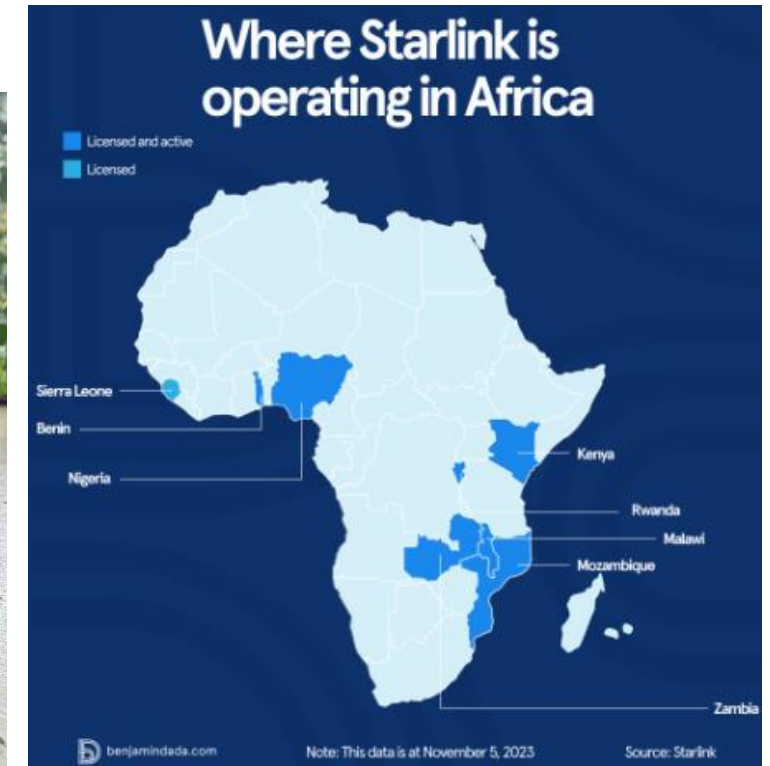 Where Starlink is
operating in Africa
Licensed and active
Licensed
Sierra Leone
Benin
Nigeria
Kenya
Rwanda
Malawi
Mozambique
Zambia
benjamindada.com
Note: This data is at November 5, 2023
Source: Starlink